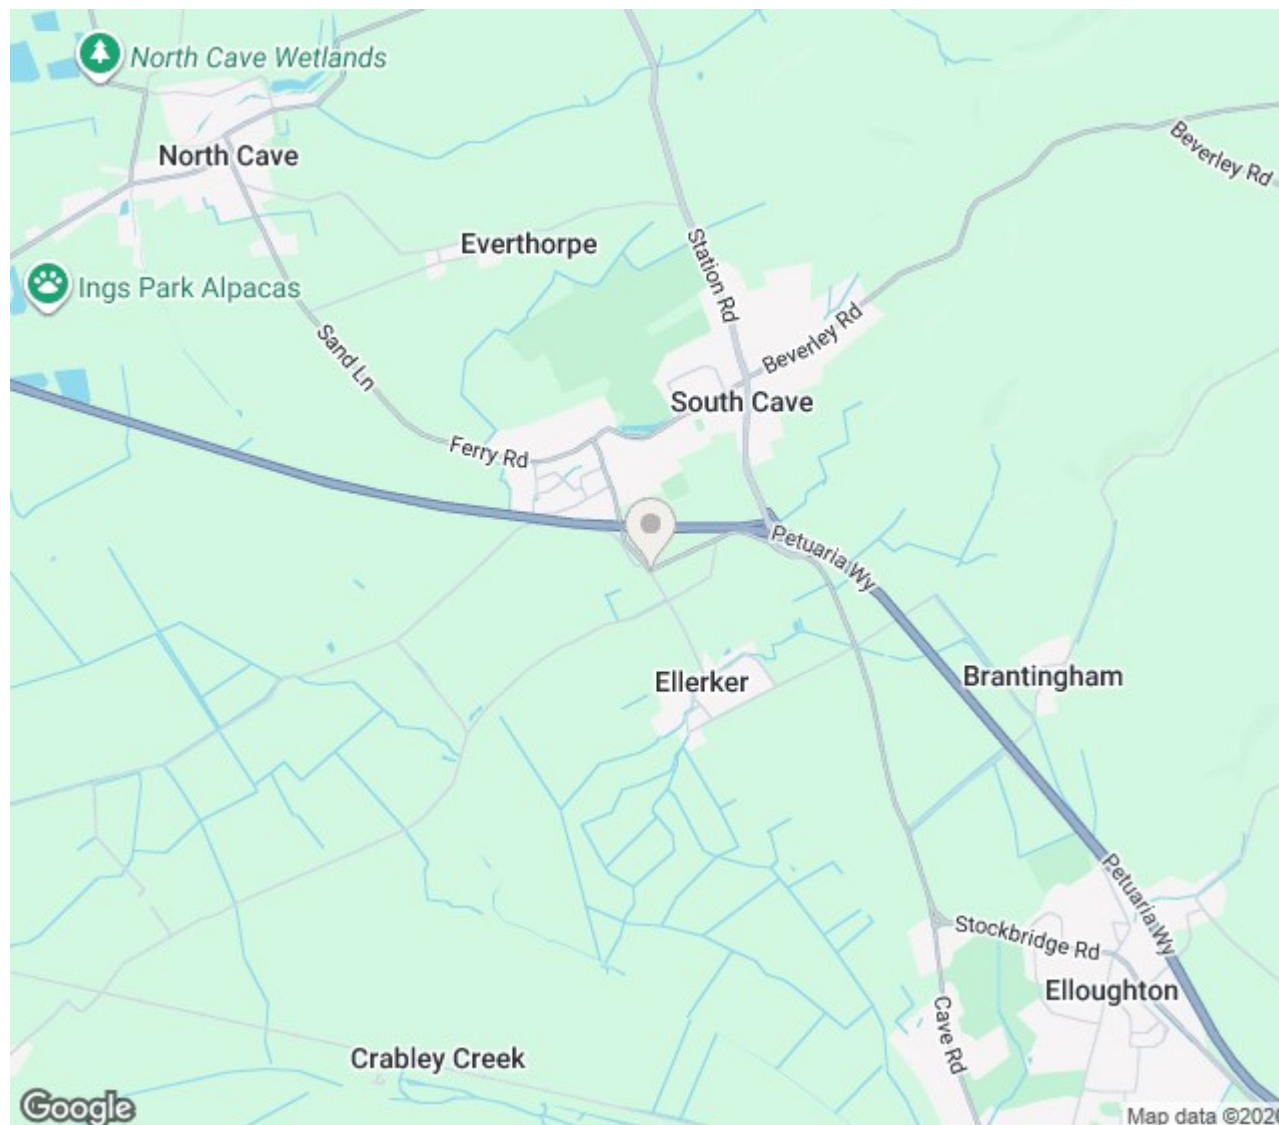 North Cave Wetlands
Beverley Rd
North Cave
Everthorpe
Station Rd
Ings Park Alpacas
Sand Ln
Beverley Rd
South Cave
Ferry Rd
Petuaria Wy
Ellerker
Brantingham
Petuaria Wy
Stockbridge Rd
Elloughton
Cave Rd
Crabley Creek
Google
Map data ©2026